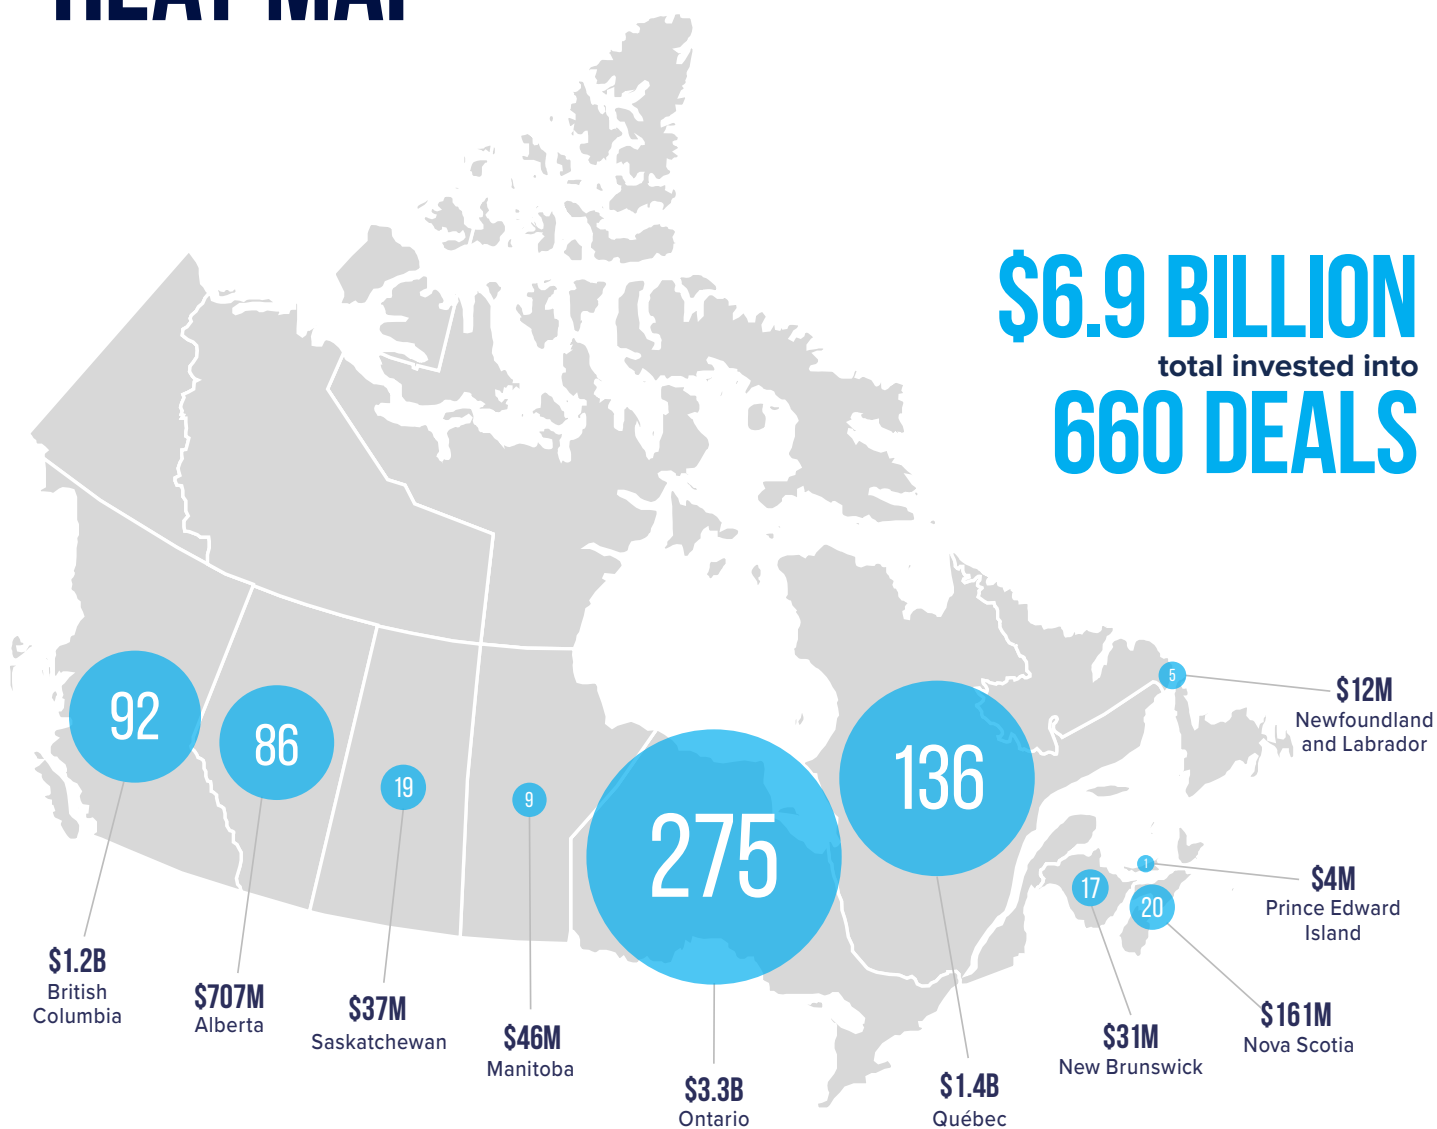 HEAT MAP
$6.9 BILLION
total invested into
660 DEALS
92
86
19
9
275
136
5
1
17
20
$12M
Newfoundland
and Labrador
$4M
Prince Edward
Island
$161M
Nova Scotia
$31M
New Brunswick
$1.4B
Québec
$3.3B
Ontario
$46M
Manitoba
$37M
Saskatchewan
$707M
Alberta
$1.2B
British
Columbia